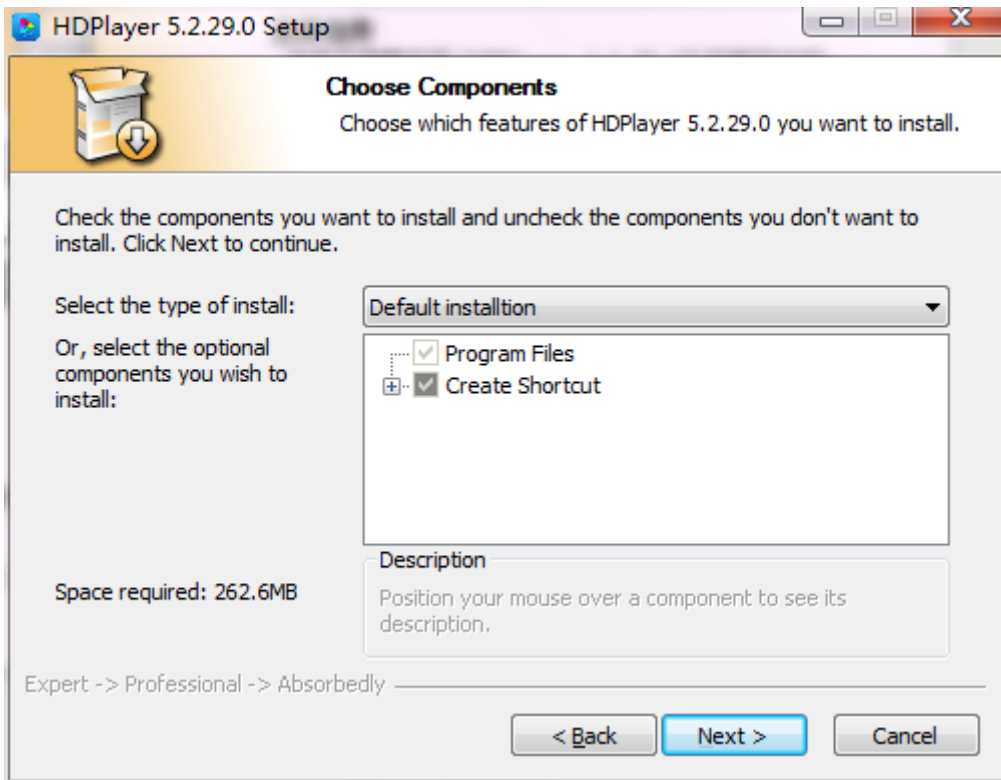 HDPlayer 5.2.29.0 Setup
Choose Components
Choose which features of HDPlayer 5.2.29.0 you want to install.
Check the components you want to install and uncheck the components you don't want to
install. Click Next to continue.
Select the type of install:
Default installtion
Or, select the optional
components you wish to
install:
Program Files
Create Shortcut
Space required: 262.6MB
Description
Position your mouse over a component to see its
description.
Expert -> Professional -> Absorbedly
< Back
Next >
Cancel